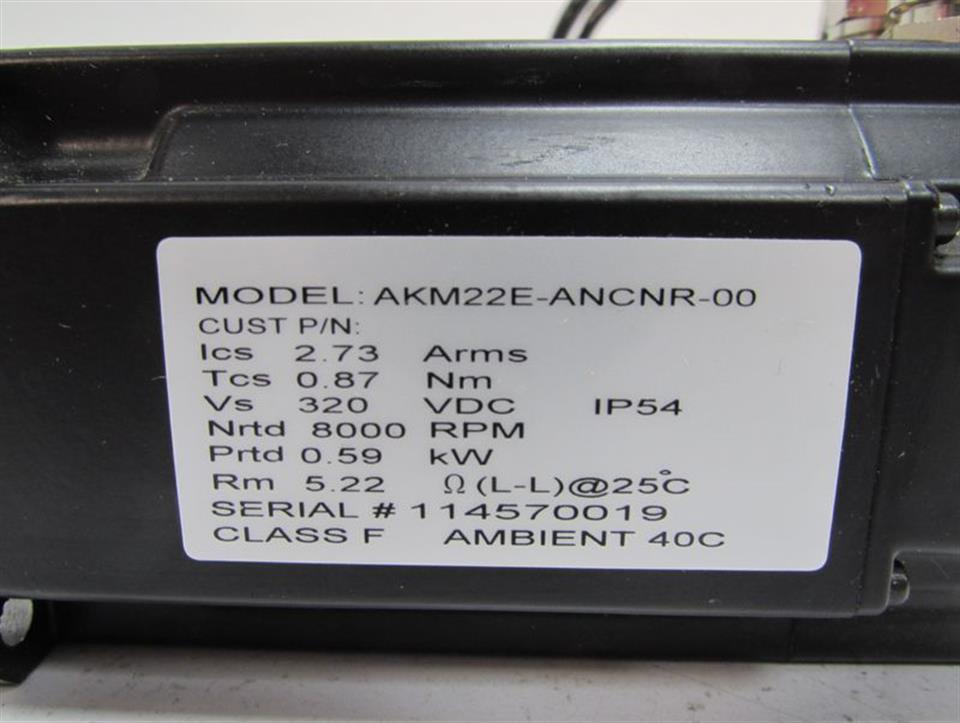 MODEL: AKM22E-ANCNR-00
CUST P/N:
Ics 2.73 Arms
Tcs 0.87 Nm
Vs 320 VDC IP54
Nrtd 8000 RPM
Prtd 0.59 kW
Rm 5.22 Ω(L-L)@25°C
SERIAL # 114570019
CLASS F AMBIENT 40C